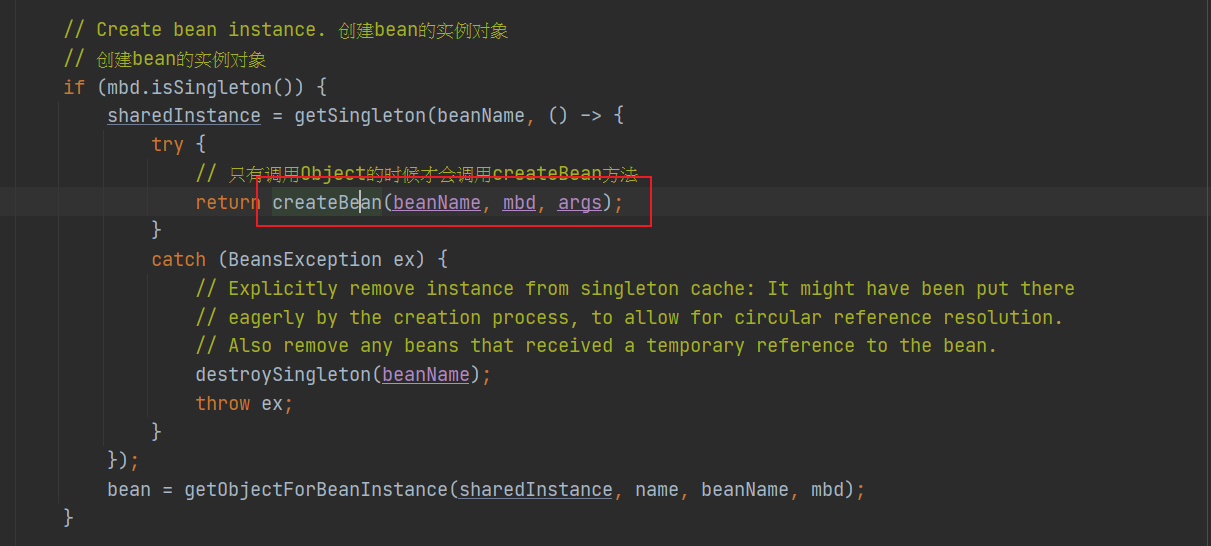 // Create bean instance. 创建bean的实例对象
// 创建bean的实例对象
if (mbd.isSingleton()) {
sharedInstance = getSingleton(beanName, () -> {
try {
// 只有调用Object的时候才会调用createBean方法
return createBean(beanName, mbd, args);
}
catch (BeansException ex) {
// Explicitly remove instance from singleton cache: It might have been put there
// eagerly by the creation process, to allow for circular reference resolution.
// Also remove any beans that received a temporary reference to the bean.
destroySingleton(beanName);
throw ex;
}
});
bean = getObjectForBeanInstance(sharedInstance, name, beanName, mbd);
}